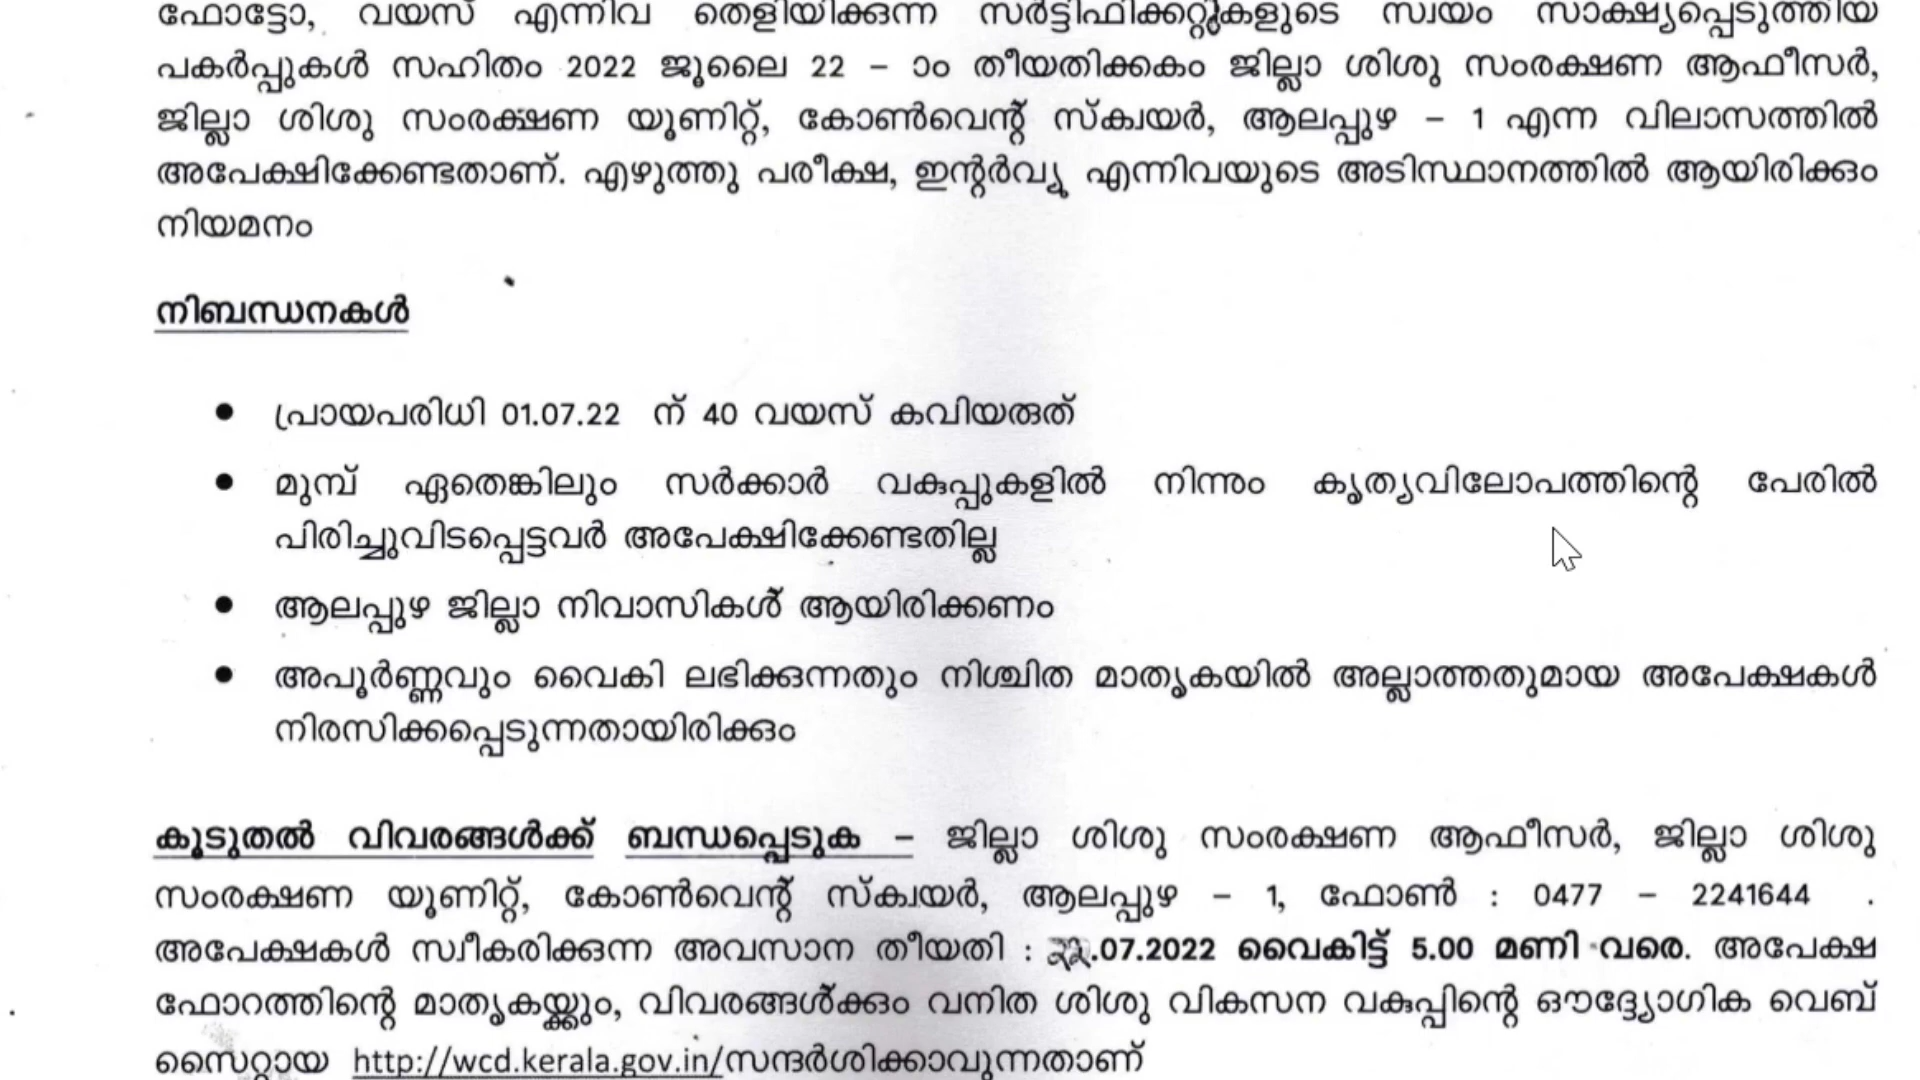 ഫോട്ടോ, വയസ് എന്നിവ തെളിയിക്കുന്ന സർട്ടിഫിക്കറ്റുകളുടെ സ്വയം സാക്ഷ്യപ്പെടുത്തിയ
പകർപ്പുകൾ സഹിതം 2022 ജൂലൈ 22 – ാം തീയതിക്കകം ജില്ലാ ശിശു സംരക്ഷണ ആഫീസർ,
ജില്ലാ ശിശു സംരക്ഷണ യൂണിറ്റ്, കോൺവെന്റ് സ്ക്വയർ, ആലപ്പുഴ – 1 എന്ന വിലാസത്തിൽ
അപേക്ഷിക്കേണ്ടതാണ്. എഴുത്തു പരീക്ഷ, ഇന്റർവ്യൂ എന്നിവയുടെ അടിസ്ഥാനത്തിൽ ആയിരിക്കും
നിയമനം
നിബന്ധനകൾ
• പ്രായപരിധി 01.07.22 ന് 40 വയസ് കവിയരുത്
• മുമ്പ് ഏതെങ്കിലും സർക്കാർ വകുപ്പുകളിൽ നിന്നും കൃത്യവിലോപത്തിന്റെ പേരിൽ
പിരിച്ചുവിടപ്പെട്ടവർ അപേക്ഷിക്കേണ്ടതില്ല
• ആലപ്പുഴ ജില്ലാ നിവാസികൾ ആയിരിക്കണം
• അപൂർണ്ണവും വൈകി ലഭിക്കുന്നതും നിശ്ചിത മാതൃകയിൽ അല്ലാത്തതുമായ അപേക്ഷകൾ
നിരസിക്കപ്പെടുന്നതായിരിക്കും
കൂടുതൽ വിവരങ്ങൾക്ക് ബന്ധപ്പെടുക – ജില്ലാ ശിശു സംരക്ഷണ ആഫീസർ, ജില്ലാ ശിശു
സംരക്ഷണ യൂണിറ്റ്, കോൺവെന്റ് സ്ക്വയർ, ആലപ്പുഴ – 1, ഫോൺ : 0477 – 2241644 .
അപേക്ഷകൾ സ്വീകരിക്കുന്ന അവസാന തീയതി : 22.07.2022 വൈകിട്ട് 5.00 മണി വരെ. അപേക്ഷ
ഫോറത്തിന്റെ മാതൃകയ്ക്കും, വിവരങ്ങൾക്കും വനിത ശിശു വികസന വകുപ്പിന്റെ ഔദ്യോഗിക വെബ്
സൈറ്റായ http://wcd.kerala.gov.in/സന്ദർശിക്കാവുന്നതാണ്